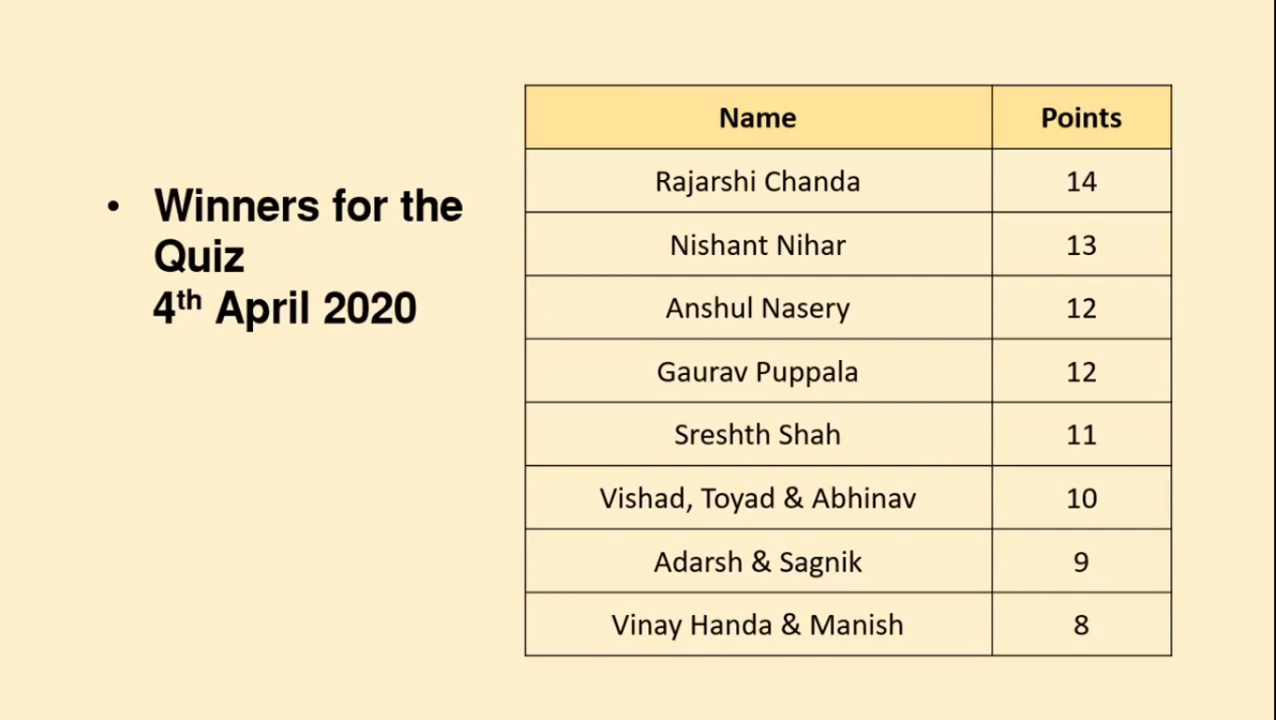 • Winners for the
Quiz
4th April 2020
Name Points
Rajarshi Chanda 14
Nishant Nihar 13
Anshul Nasery 12
Gaurav Puppala 12
Sreshth Shah 11
Vishad, Toyad & Abhinav 10
Adarsh & Sagnik 9
Vinay Handa & Manish 8